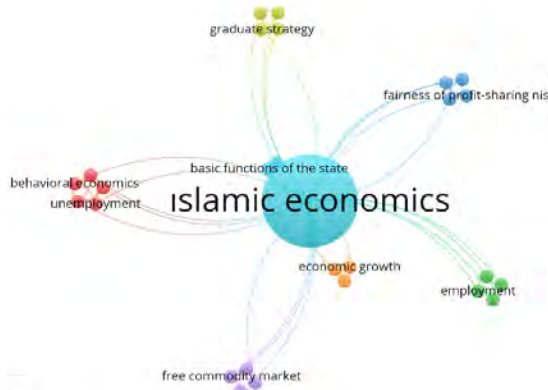 graduate strategy
fairness of profit-sharing nis
basic functions of the state
behavioral economics
unemployment
ıslamic economics
economic growth
employment
free commodity market